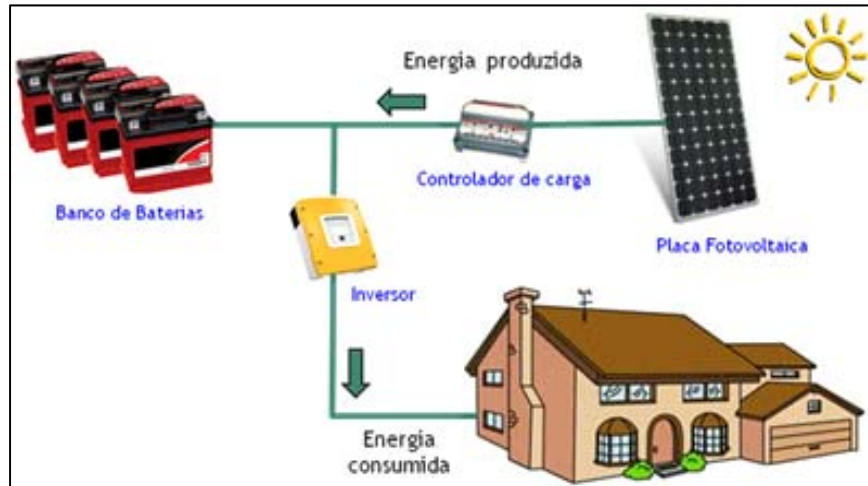 Energia produzida
Controlador de carga
Banco de Baterias
Placa Fotovoltaica
Inversor
Energia
consumida